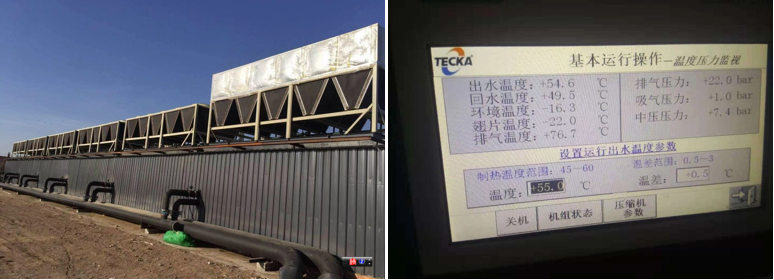 TECKA
基本运行操作—温度压力监视
出水温度：+54.6 ℃
回水温度：+49.5 ℃
环境温度：-16.3 ℃
翅片温度：-22.0 ℃
排气温度：+76.7 ℃
排气压力：+22.0 bar
吸气压力：+1.0 bar
中压压力：+7.4 bar
设置运行出水温度参数
制热温度范围：45~60
温差范围：0.5~3
温度：+55.0 ℃
温差：+0.5 ℃
关机
机组状态
压缩机
参数